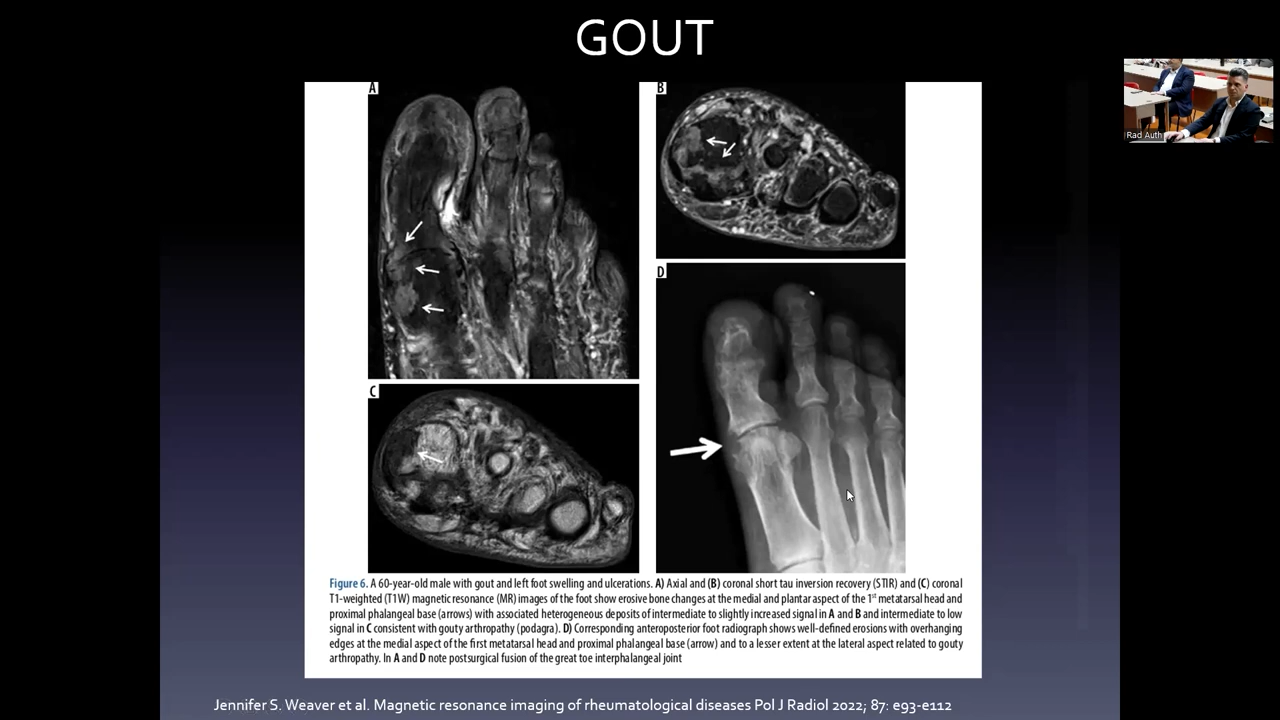 GOUT
A
B
Rad Auth
D
C
Figure 6. A 60-year-old male with gout and left foot swelling and ulcerations. A) Axial and (B) coronal short tau inversion recovery (STIR) and (C) coronal
T1-weighted (T1W) magnetic resonance (MR) images of the foot show erosive bone changes at the medial and plantar aspect of the 1st metatarsal head and
proximal phalangeal base (arrows) with associated heterogeneous deposits of intermediate to slightly increased signal in A and B and intermediate to low
signal in C consistent with gouty arthropathy (podagra). D) Corresponding anteroposterior foot radiograph shows well-defined erosions with overhanging
edges at the medial aspect of the first metatarsal head and proximal phalangeal base (arrow) and to a lesser extent at the lateral aspect related to gouty
arthropathy. In A and D note postsurgical fusion of the great toe interphalangeal joint
Jennifer S. Weaver et al. Magnetic resonance imaging of rheumatological diseases Pol J Radiol 2022; 87: e93-e112